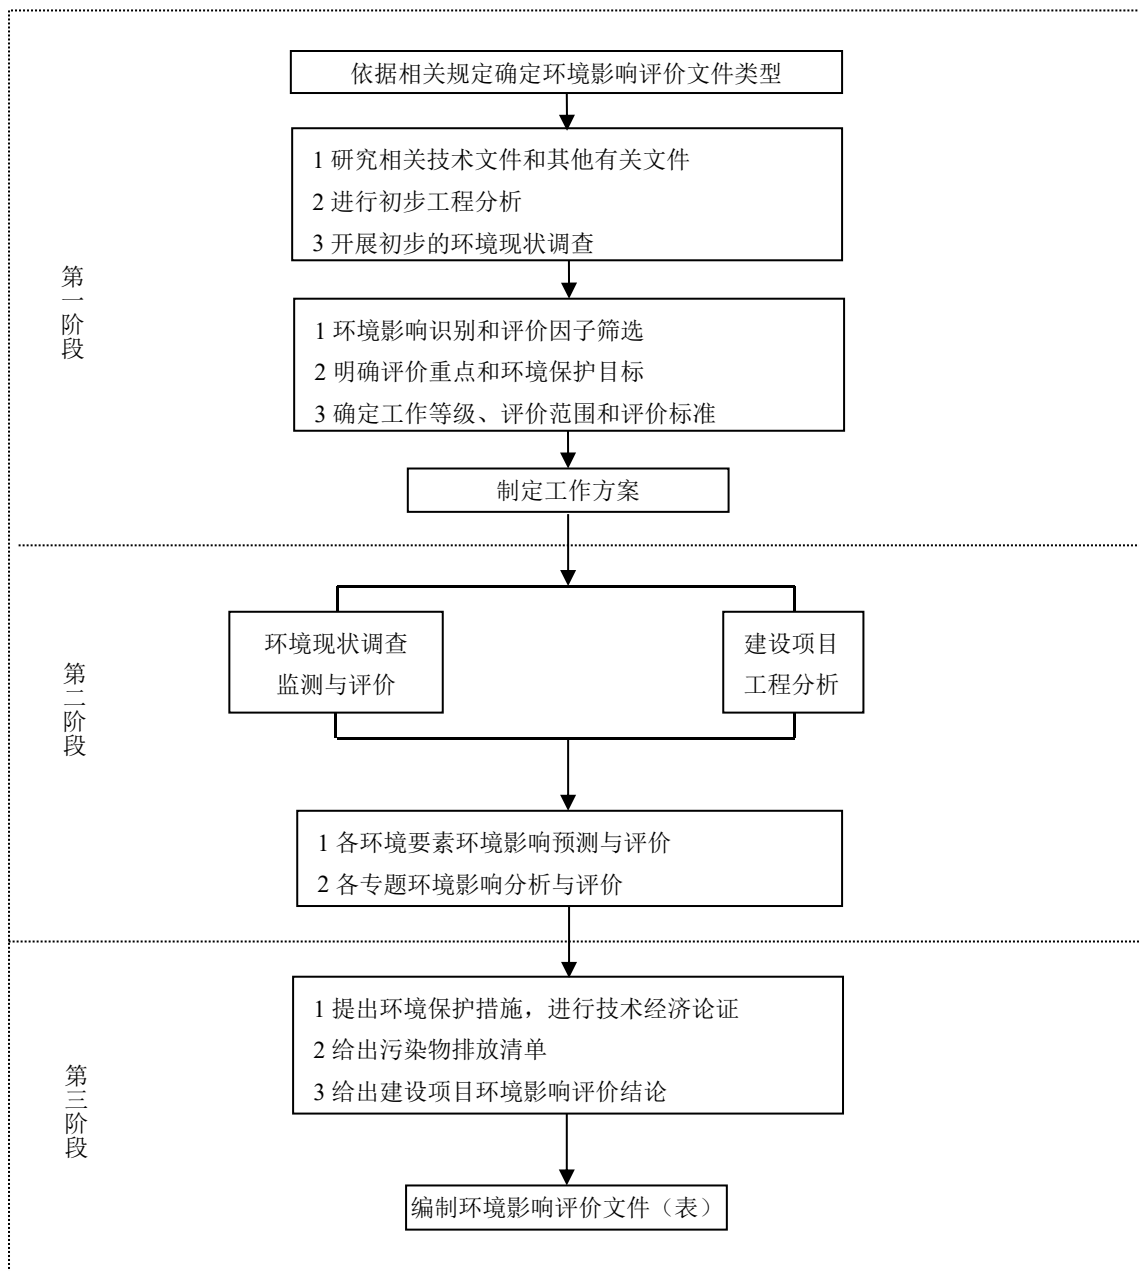 依据相关规定确定环境影响评价文件类型
1 研究相关技术文件和其他有关文件
2 进行初步工程分析
3 开展初步的环境现状调查
第一阶段
1 环境影响识别和评价因子筛选
2 明确评价重点和环境保护目标
3 确定工作等级、评价范围和评价标准
制定工作方案
第二阶段
环境现状调查
监测与评价
建设项目
工程分析
1 各环境要素环境影响预测与评价
2 各专题环境影响分析与评价
第三阶段
1 提出环境保护措施，进行技术经济论证
2 给出污染物排放清单
3 给出建设项目环境影响评价结论
编制环境影响评价文件（表）